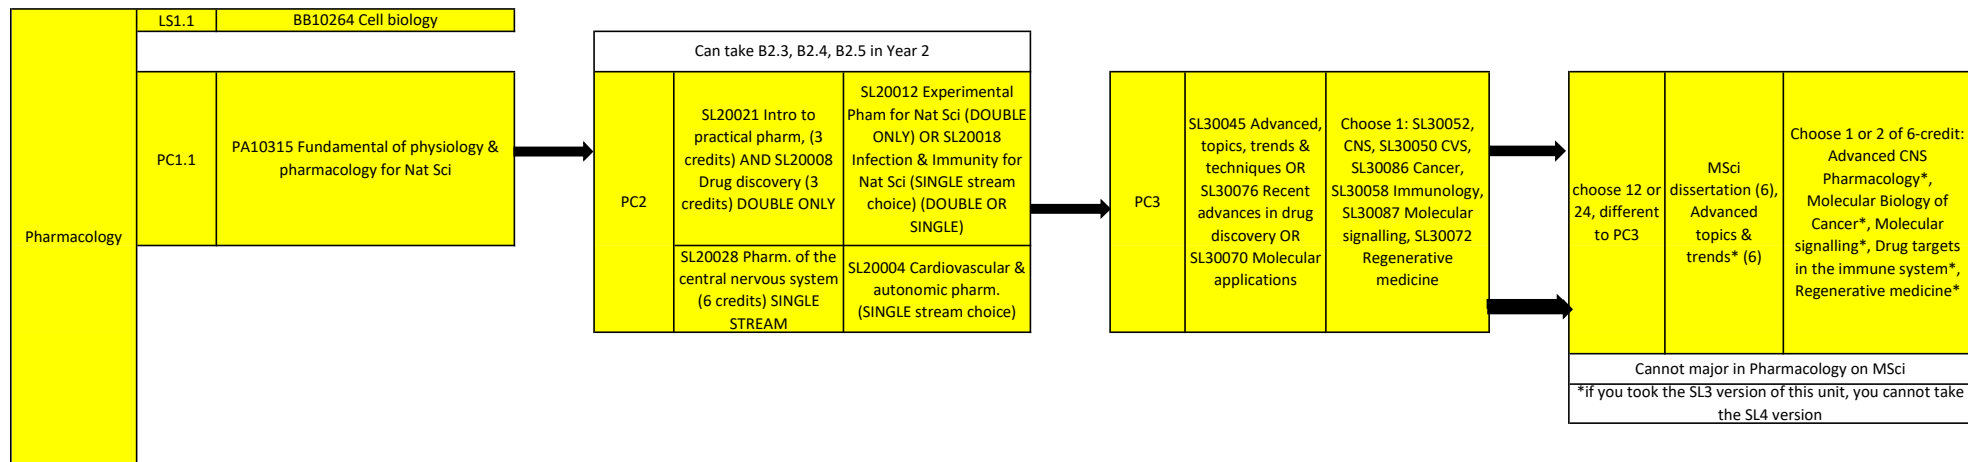 Pharmacology
LS1.1
BB10264 Cell biology
PC1.1
PA10315 Fundamental of physiology &
pharmacology for Nat Sci
Can take B2.3, B2.4, B2.5 in Year 2
PC2
SL20021 Intro to
practical pharm, (3
credits) AND SL20008
Drug discovery (3
credits) DOUBLE ONLY
SL20012 Experimental
Pham for Nat Sci (DOUBLE
ONLY) OR SL20018
Infection & Immunity for
Nat Sci (SINGLE stream
choice) (DOUBLE OR
SINGLE)
SL20028 Pharm. of the
central nervous system
(6 credits) SINGLE
STREAM
SL20004 Cardiovascular &
autonomic pharm.
(SINGLE stream choice)
PC3
SL30045 Advanced,
topics, trends &
techniques OR
SL30076 Recent
advances in drug
discovery OR
SL30070 Molecular
applications
Choose 1: SL30052,
CNS, SL30050 CVS,
SL30086 Cancer,
SL30058 Immunology,
SL30087 Molecular
signalling, SL30072
Regenerative
medicine
choose 12 or
24, different
to PC3
MSci
dissertation (6),
Advanced
topics &
trends* (6)
Choose 1 or 2 of 6-credit:
Advanced CNS
Pharmacology*,
Molecular Biology of
Cancer*, Molecular
signalling*, Drug targets
in the immune system*,
Regenerative medicine*
Cannot major in Pharmacology on MSci
*if you took the SL3 version of this unit, you cannot take
the SL4 version